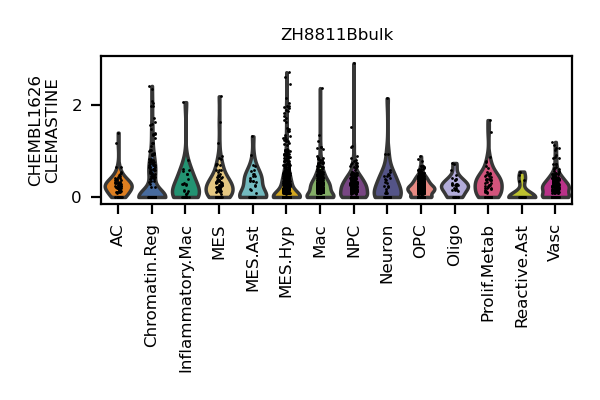 ZH8811Bbulk
CHEMBL1626
CLEMASTINE
2
0
AC
Chromatin.Reg
Inflammatory.Mac
MES
MES.Ast
MES.Hyp
Mac
NPC
Neuron
OPC
Oligo
Prolif.Metab
Reactive.Ast
Vasc